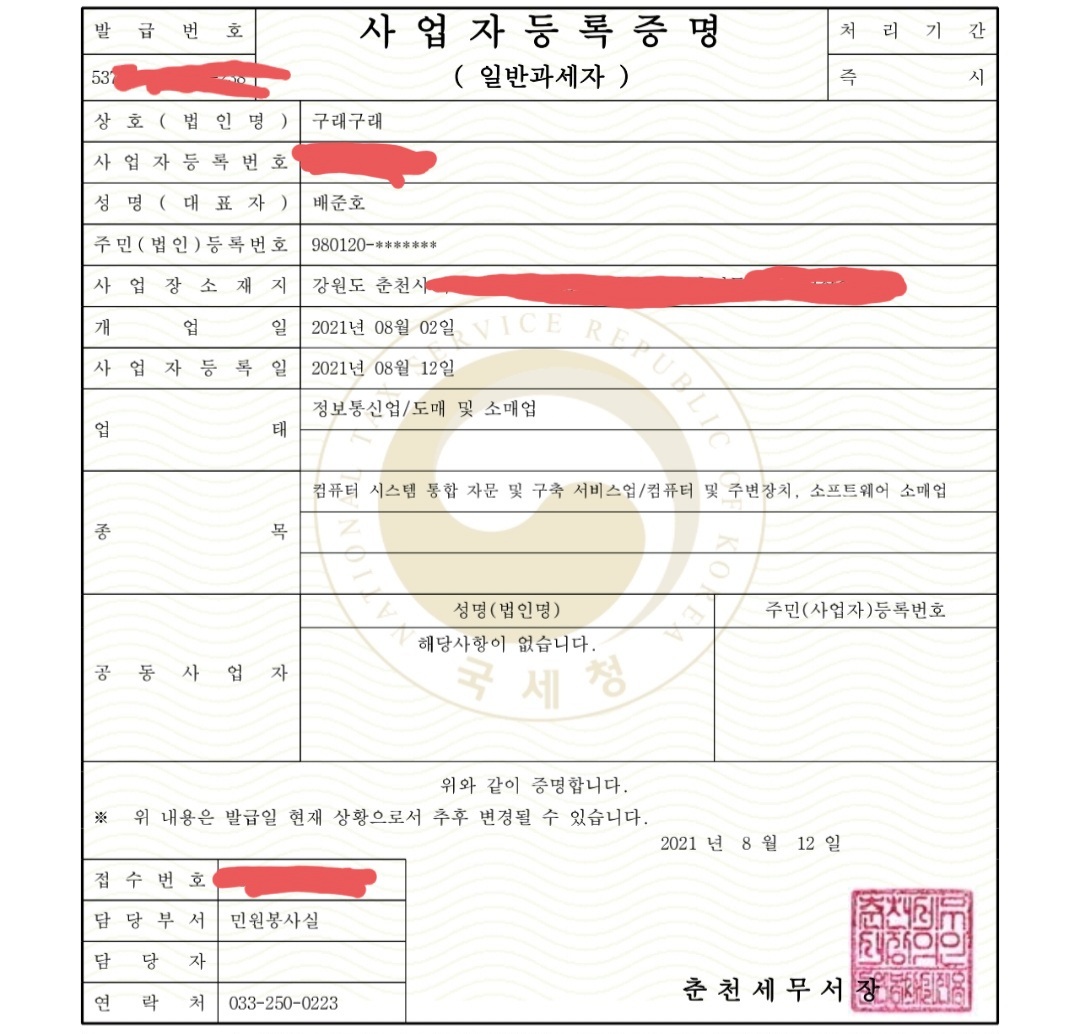 발 급 번 호
사 업 자 등 록 증 명
처 리 기 간
537
( 일반과세자 )
즉 시
상 호 ( 법 인 명 )
구래구래
사 업 자 등 록 번 호
성 명 ( 대 표 자 )
배준호
주민(법인)등록번호
980120-*******
사 업 장 소 재 지
강원도 춘천시
개 업 일
2021년 08월 02일
사 업 자 등 록 일
2021년 08월 12일
업 태
정보통신업/도매 및 소매업
종 목
컴퓨터 시스템 통합 자문 및 구축 서비스업/컴퓨터 및 주변장치, 소프트웨어 소매업
공 동 사 업 자
성명(법인명)
주민(사업자)등록번호
해당사항이 없습니다.
NATIONAL TAX SERVICE REPUBLIC OF KOREA
국세청
위와 같이 증명합니다.
※ 위 내용은 발급일 현재 상황으로서 추후 변경될 수 있습니다.
2021 년 8 월 12 일
접 수 번 호
담 당 부 서
민원봉사실
담 당 자
연 락 처
033-250-0223
춘 천 세 무 서 장